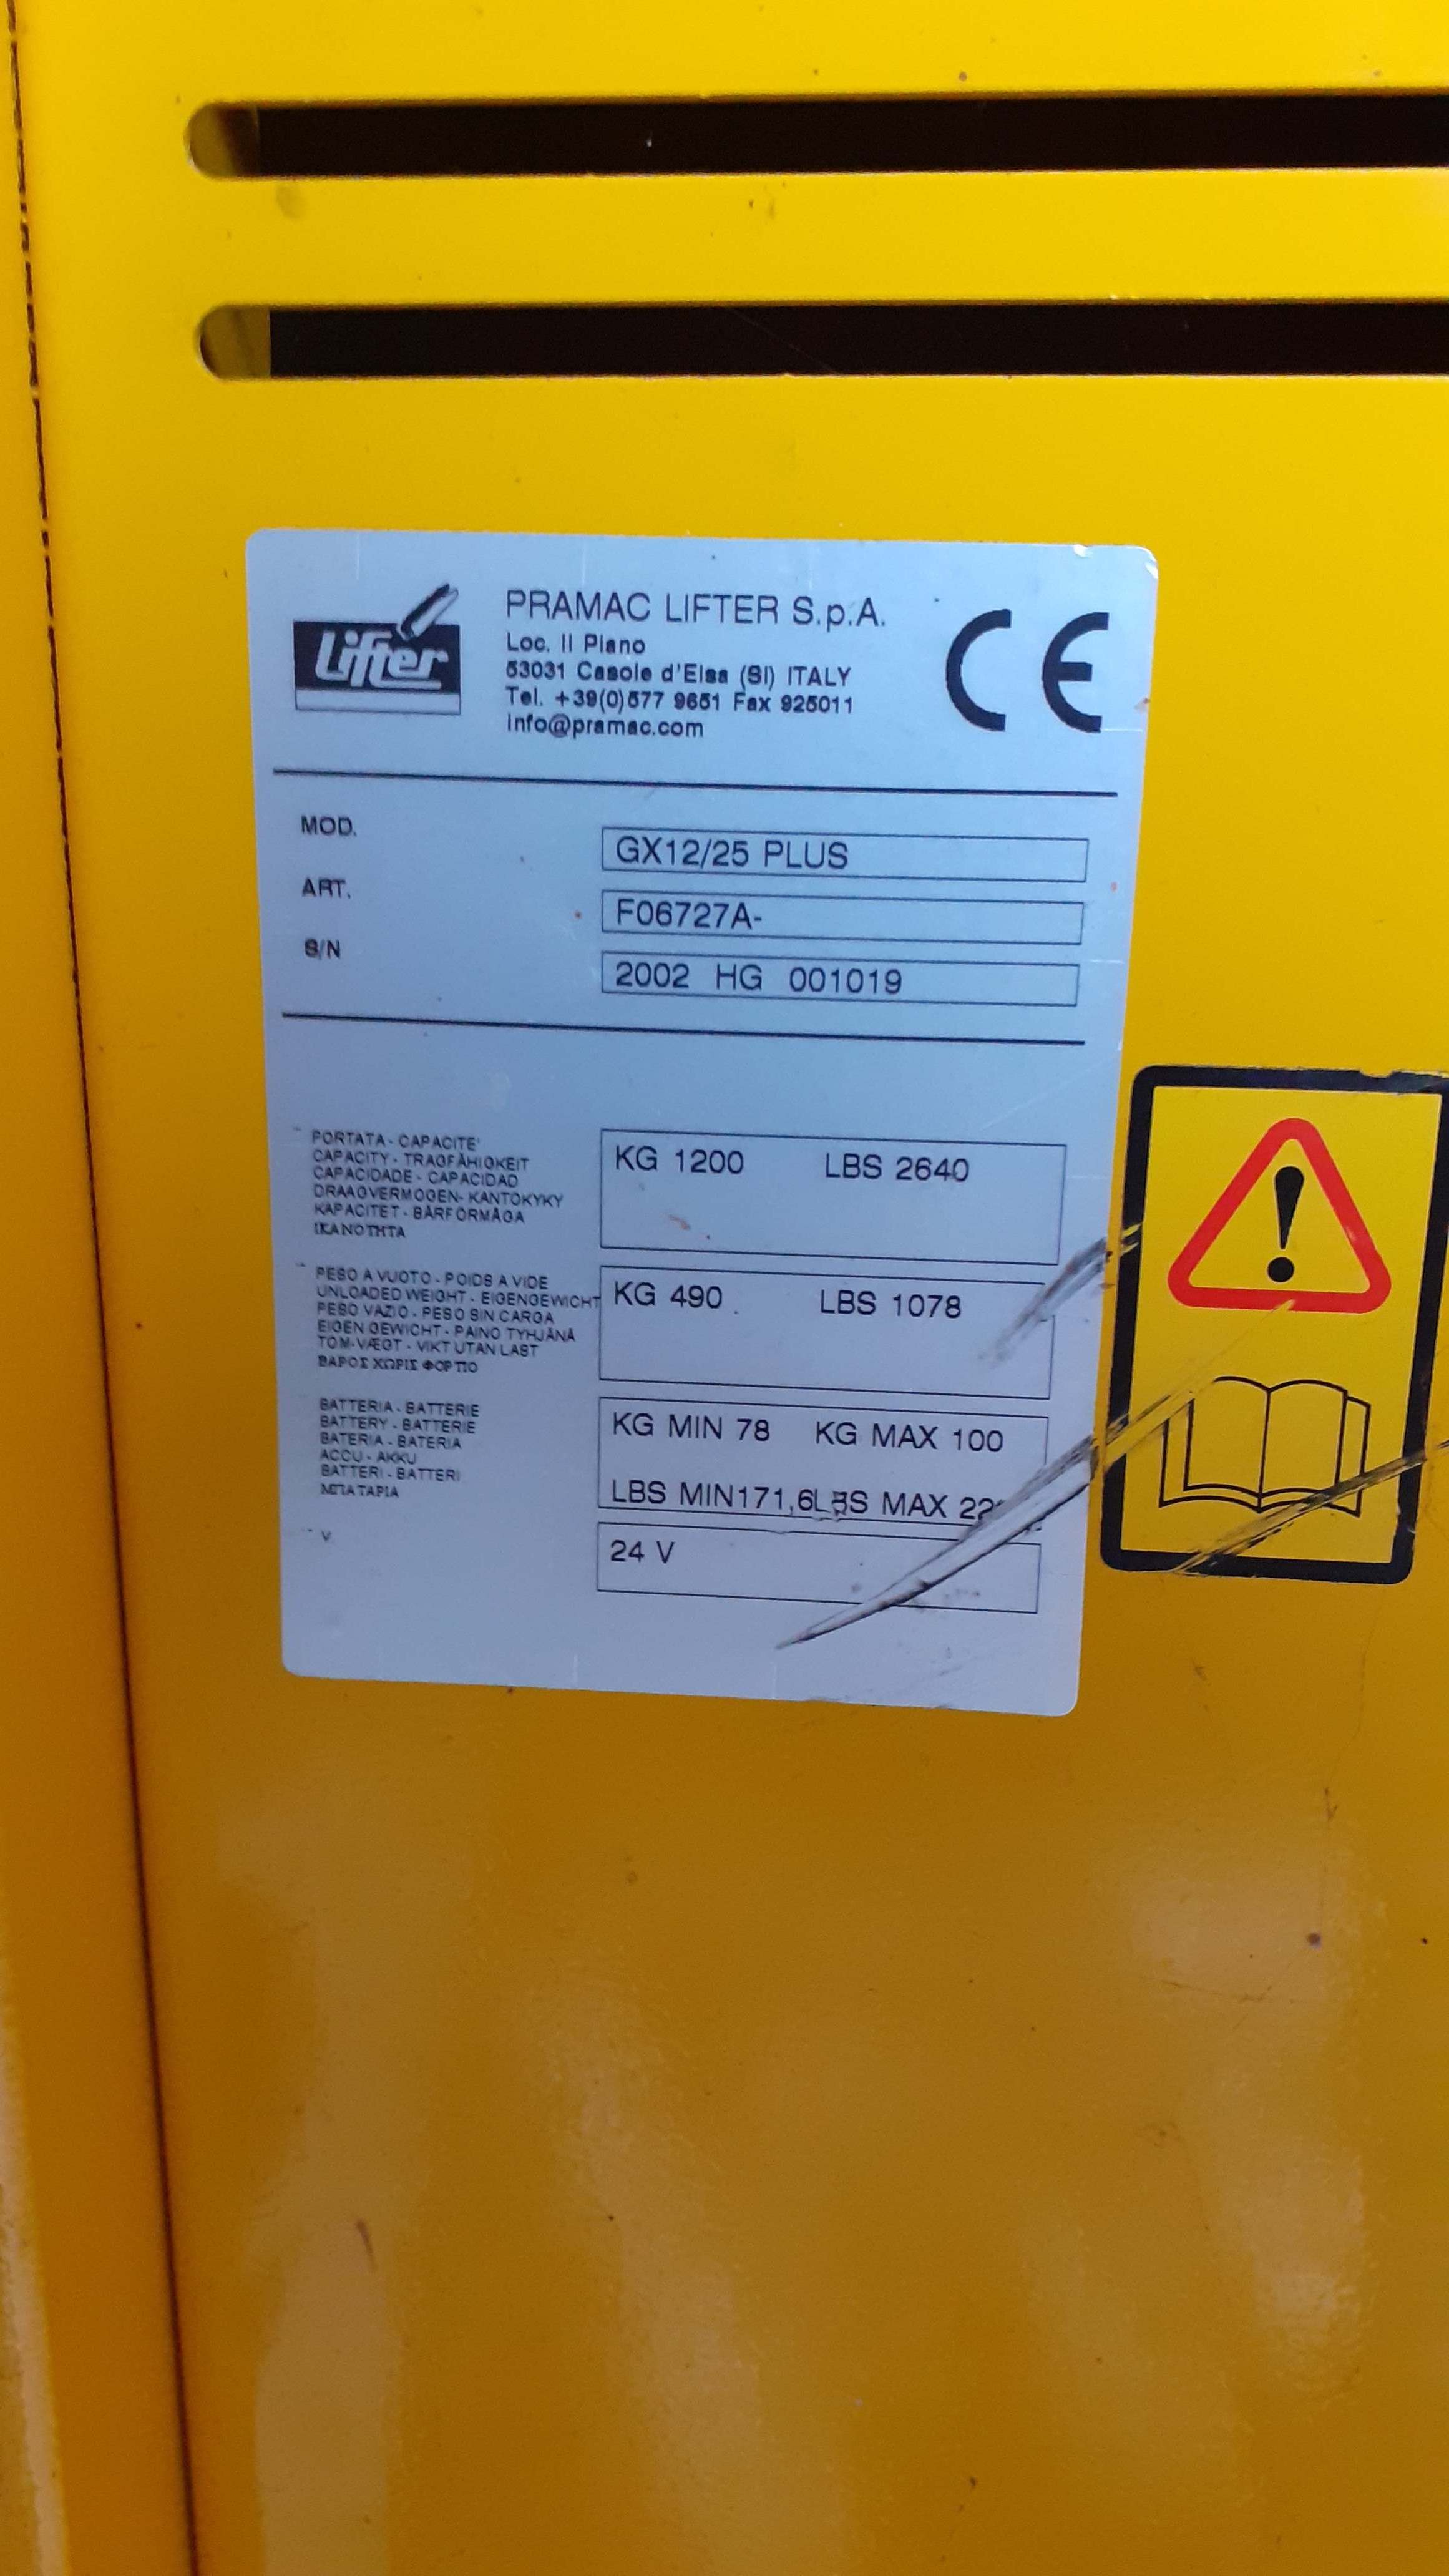 Lifter
PRAMAC LIFTER S.p.A.
Loc. Il Piano
53031 Casole d'Elsa (SI) ITALY
Tel. +39(0)577 9651 Fax 925011
info@pramac.com
CE
MOD.
GX12/25 PLUS
ART.
F06727A-
S/N
2002 HG 001019
PORTATA - CAPACITE'
CAPACITY - TRAGFÄHIGKEIT
CAPACIDADE - CAPACIDAD
DRAAGVERMOGEN - KANTOKYKY
KAPACITET - BÄRFÖRMÅGA
IKANOTHTA
KG 1200 LBS 2640
PESO A VUOTO - POIDS A VIDE
UNLOADED WEIGHT - EIGENGEWICHT
PESO VAZIO - PESO SIN CARGA
EIGEN GEWICHT - PAINO TYHJÄNÄ
TOM-VÆGT - VIKT UTAN LAST
ΒΑΡΟΣ ΧΩΡΙΣ ΦΟΡΤΙΟ
KG 490 LBS 1078
BATTERIA - BATTERIE
BATTERY - BATTERIE
BATERIA - BATERIA
ACCU - AKKU
BATTERI - BATTERI
ΜΠΑΤΑΡΙΑ
KG MIN 78 KG MAX 100
LBS MIN171,6LBS MAX
V
24 V